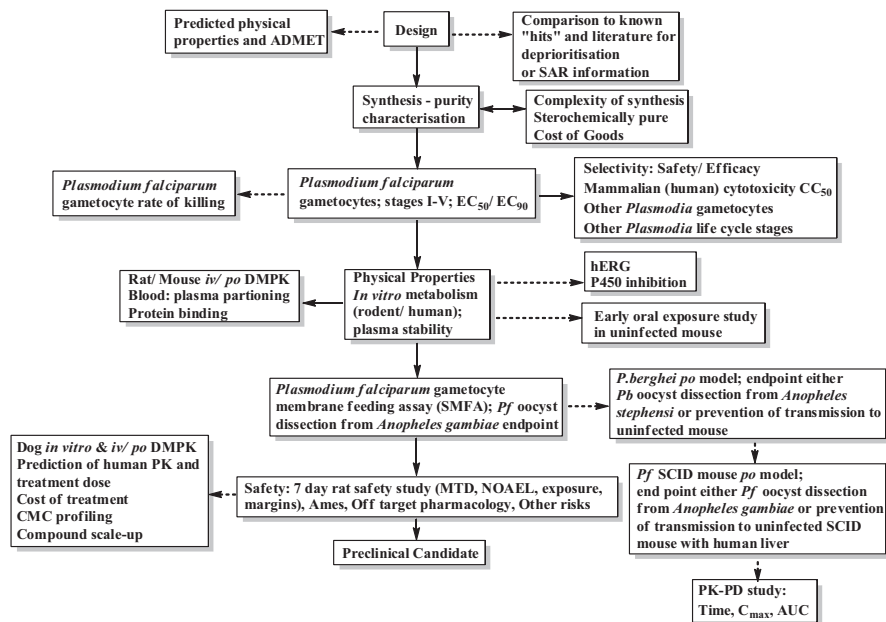 Predicted physical
properties and ADMET
Design
Comparison to known
"hits" and literature for
deprioritisation
or SAR information
Synthesis - purity
characterisation
Complexity of synthesis
Sterochemically pure
Cost of Goods
Plasmodium falciparum
gametocyte rate of killing
Plasmodium falciparum
gametocytes; stages I-V; EC50/ EC90
Selectivity: Safety/ Efficacy
Mammalian (human) cytotoxicity CC50
Other Plasmodia gametocytes
Other Plasmodia life cycle stages
Rat/ Mouse iv/ po DMPK
Blood: plasma partioning
Protein binding
Physical Properties
In vitro metabolism
(rodent/ human);
plasma stability
hERG
P450 inhibition
Early oral exposure study
in uninfected mouse
Plasmodium falciparum gametocyte
membrane feeding assay (SMFA); Pf oocyst
dissection from Anopheles gambiae endpoint
P.berghei po model; endpoint either
Pb oocyst dissection from Anopheles
stephensi or prevention of transmission to
uninfected mouse
Dog in vitro & iv/ po DMPK
Prediction of human PK and
treatment dose
Cost of treatment
CMC profiling
Compound scale-up
Safety: 7 day rat safety study (MTD, NOAEL, exposure,
margins), Ames, Off target pharmacology, Other risks
Pf SCID mouse po model;
end point either Pf oocyst dissection
from Anopheles gambiae or prevention
of transmission to uninfected SCID
mouse with human liver
Preclinical Candidate
PK-PD study:
Time, Cmax, AUC